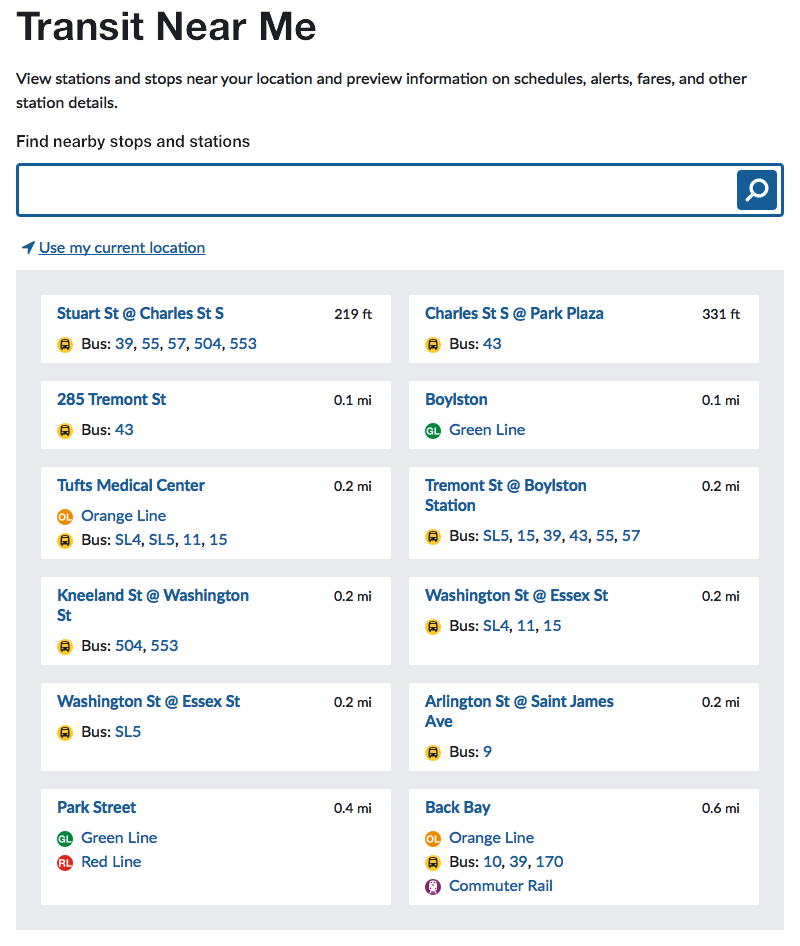 Transit Near Me
View stations and stops near your location and preview information on schedules, alerts, fares, and other
station details.
Find nearby stops and stations
Use my current location
Stuart St @ Charles St S 219 ft
Bus: 39, 55, 57, 504, 553
Charles St S @ Park Plaza 331 ft
Bus: 43
285 Tremont St 0.1 mi
Bus: 43
Boylston 0.1 mi
GL Green Line
Tufts Medical Center 0.2 mi
OL Orange Line
Bus: SL4, SL5, 11, 15
Tremont St @ Boylston 0.2 mi
Station
Bus: SL5, 15, 39, 43, 55, 57
Kneeland St @ Washington 0.2 mi
St
Bus: 504, 553
Washington St @ Essex St 0.2 mi
Bus: SL4, 11, 15
Washington St @ Essex St 0.2 mi
Bus: SL5
Arlington St @ Saint James 0.2 mi
Ave
Bus: 9
Park Street 0.4 mi
GL Green Line
RL Red Line
Back Bay 0.6 mi
OL Orange Line
Bus: 10, 39, 170
Commuter Rail